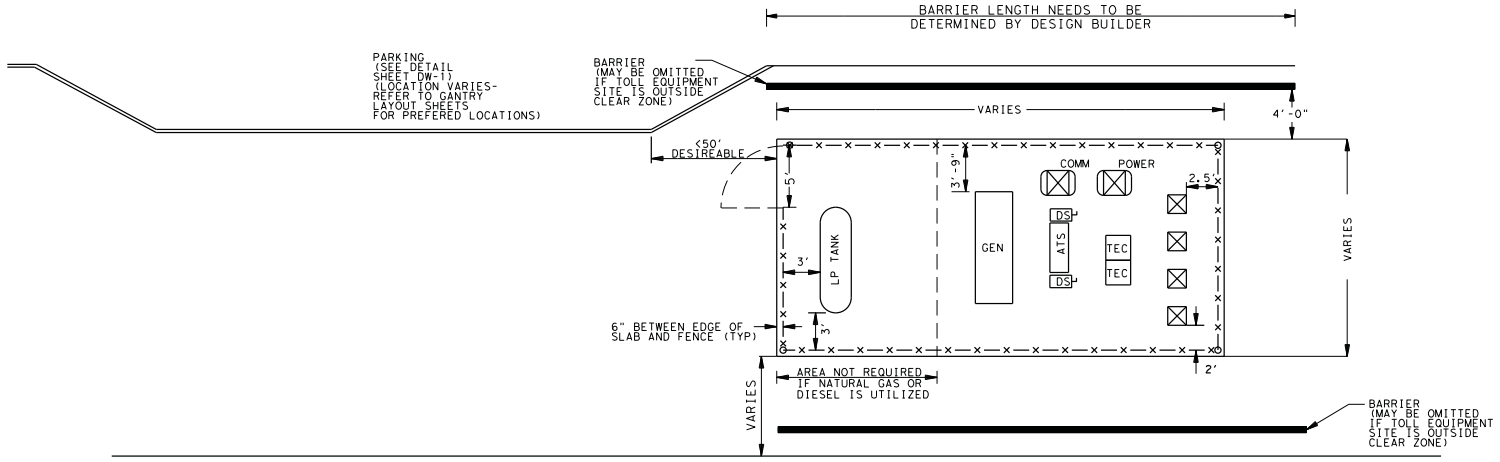 BARRIER LENGTH NEEDS TO BE
DETERMINED BY DESIGN BUILDER
PARKING
(SEE DETAIL
SHEET DW-1)
(LOCATION VARIES-
REFER TO GANTRY
LAYOUT SHEETS
FOR PREFERED LOCATIONS)
BARRIER
(MAY BE OMITTED
IF TOLL EQUIPMENT
SITE IS OUTSIDE
CLEAR ZONE)
VARIES
4'-0"
<50'
DESIREABLE
5'
3'-9"
COMM
POWER
2.5'
DS
ATS
DS
GEN
TEC
TEC
LP TANK
3'
3'
VARIES
6" BETWEEN EDGE OF
SLAB AND FENCE (TYP)
AREA NOT REQUIRED
IF NATURAL GAS OR
DIESEL IS UTILIZED
2'
VARIES
BARRIER
(MAY BE OMITTED
IF TOLL EQUIPMENT
SITE IS OUTSIDE
CLEAR ZONE)